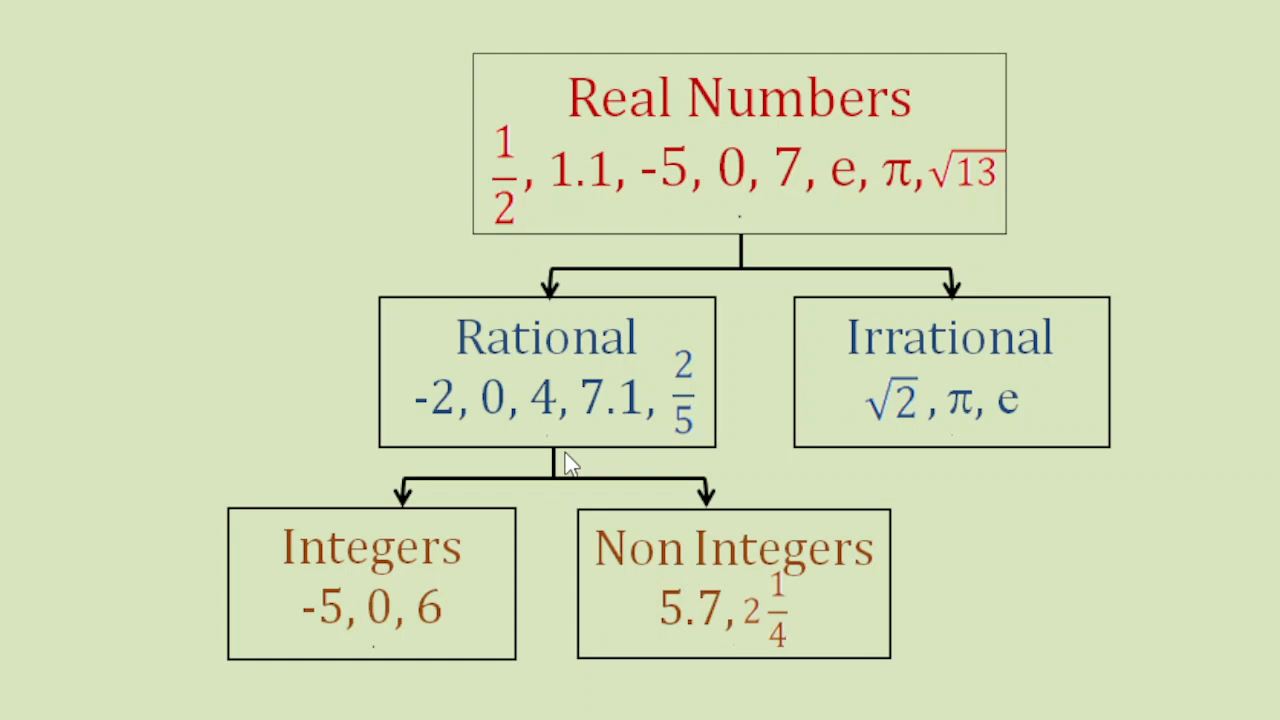 Real Numbers
1/2, 1.1, -5, 0, 7, e, π, √13
Rational
-2, 0, 4, 7.1, 2/5
Irrational
√2 , π, e
Integers
-5, 0, 6
Non Integers
5.7, 2 1/4